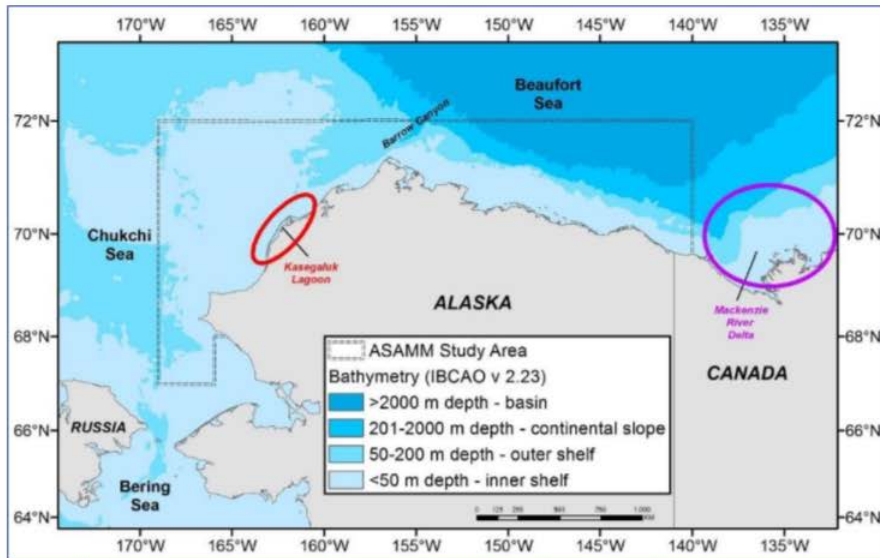 170°W 165°W 160°W 155°W 150°W 145°W 140°W 135°W
Beaufort
Sea
72°N 72°N
Barrow Canyon
70°N 70°N
Chukchi
Sea
Kasegaluk
Lagoon
ALASKA
Mackenzie
River
Delta
68°N 68°N
ASAMM Study Area
Bathymetry (IBCAO v 2.23)
CANADA
>2000 m depth - basin
RUSSIA
201-2000 m depth - continental slope
66°N 66°N
50-200 m depth - outer shelf
Bering
Sea
<50 m depth - inner shelf
64°N 64°N
170°W 165°W 160°W 155°W 150°W 145°W 140°W 135°W